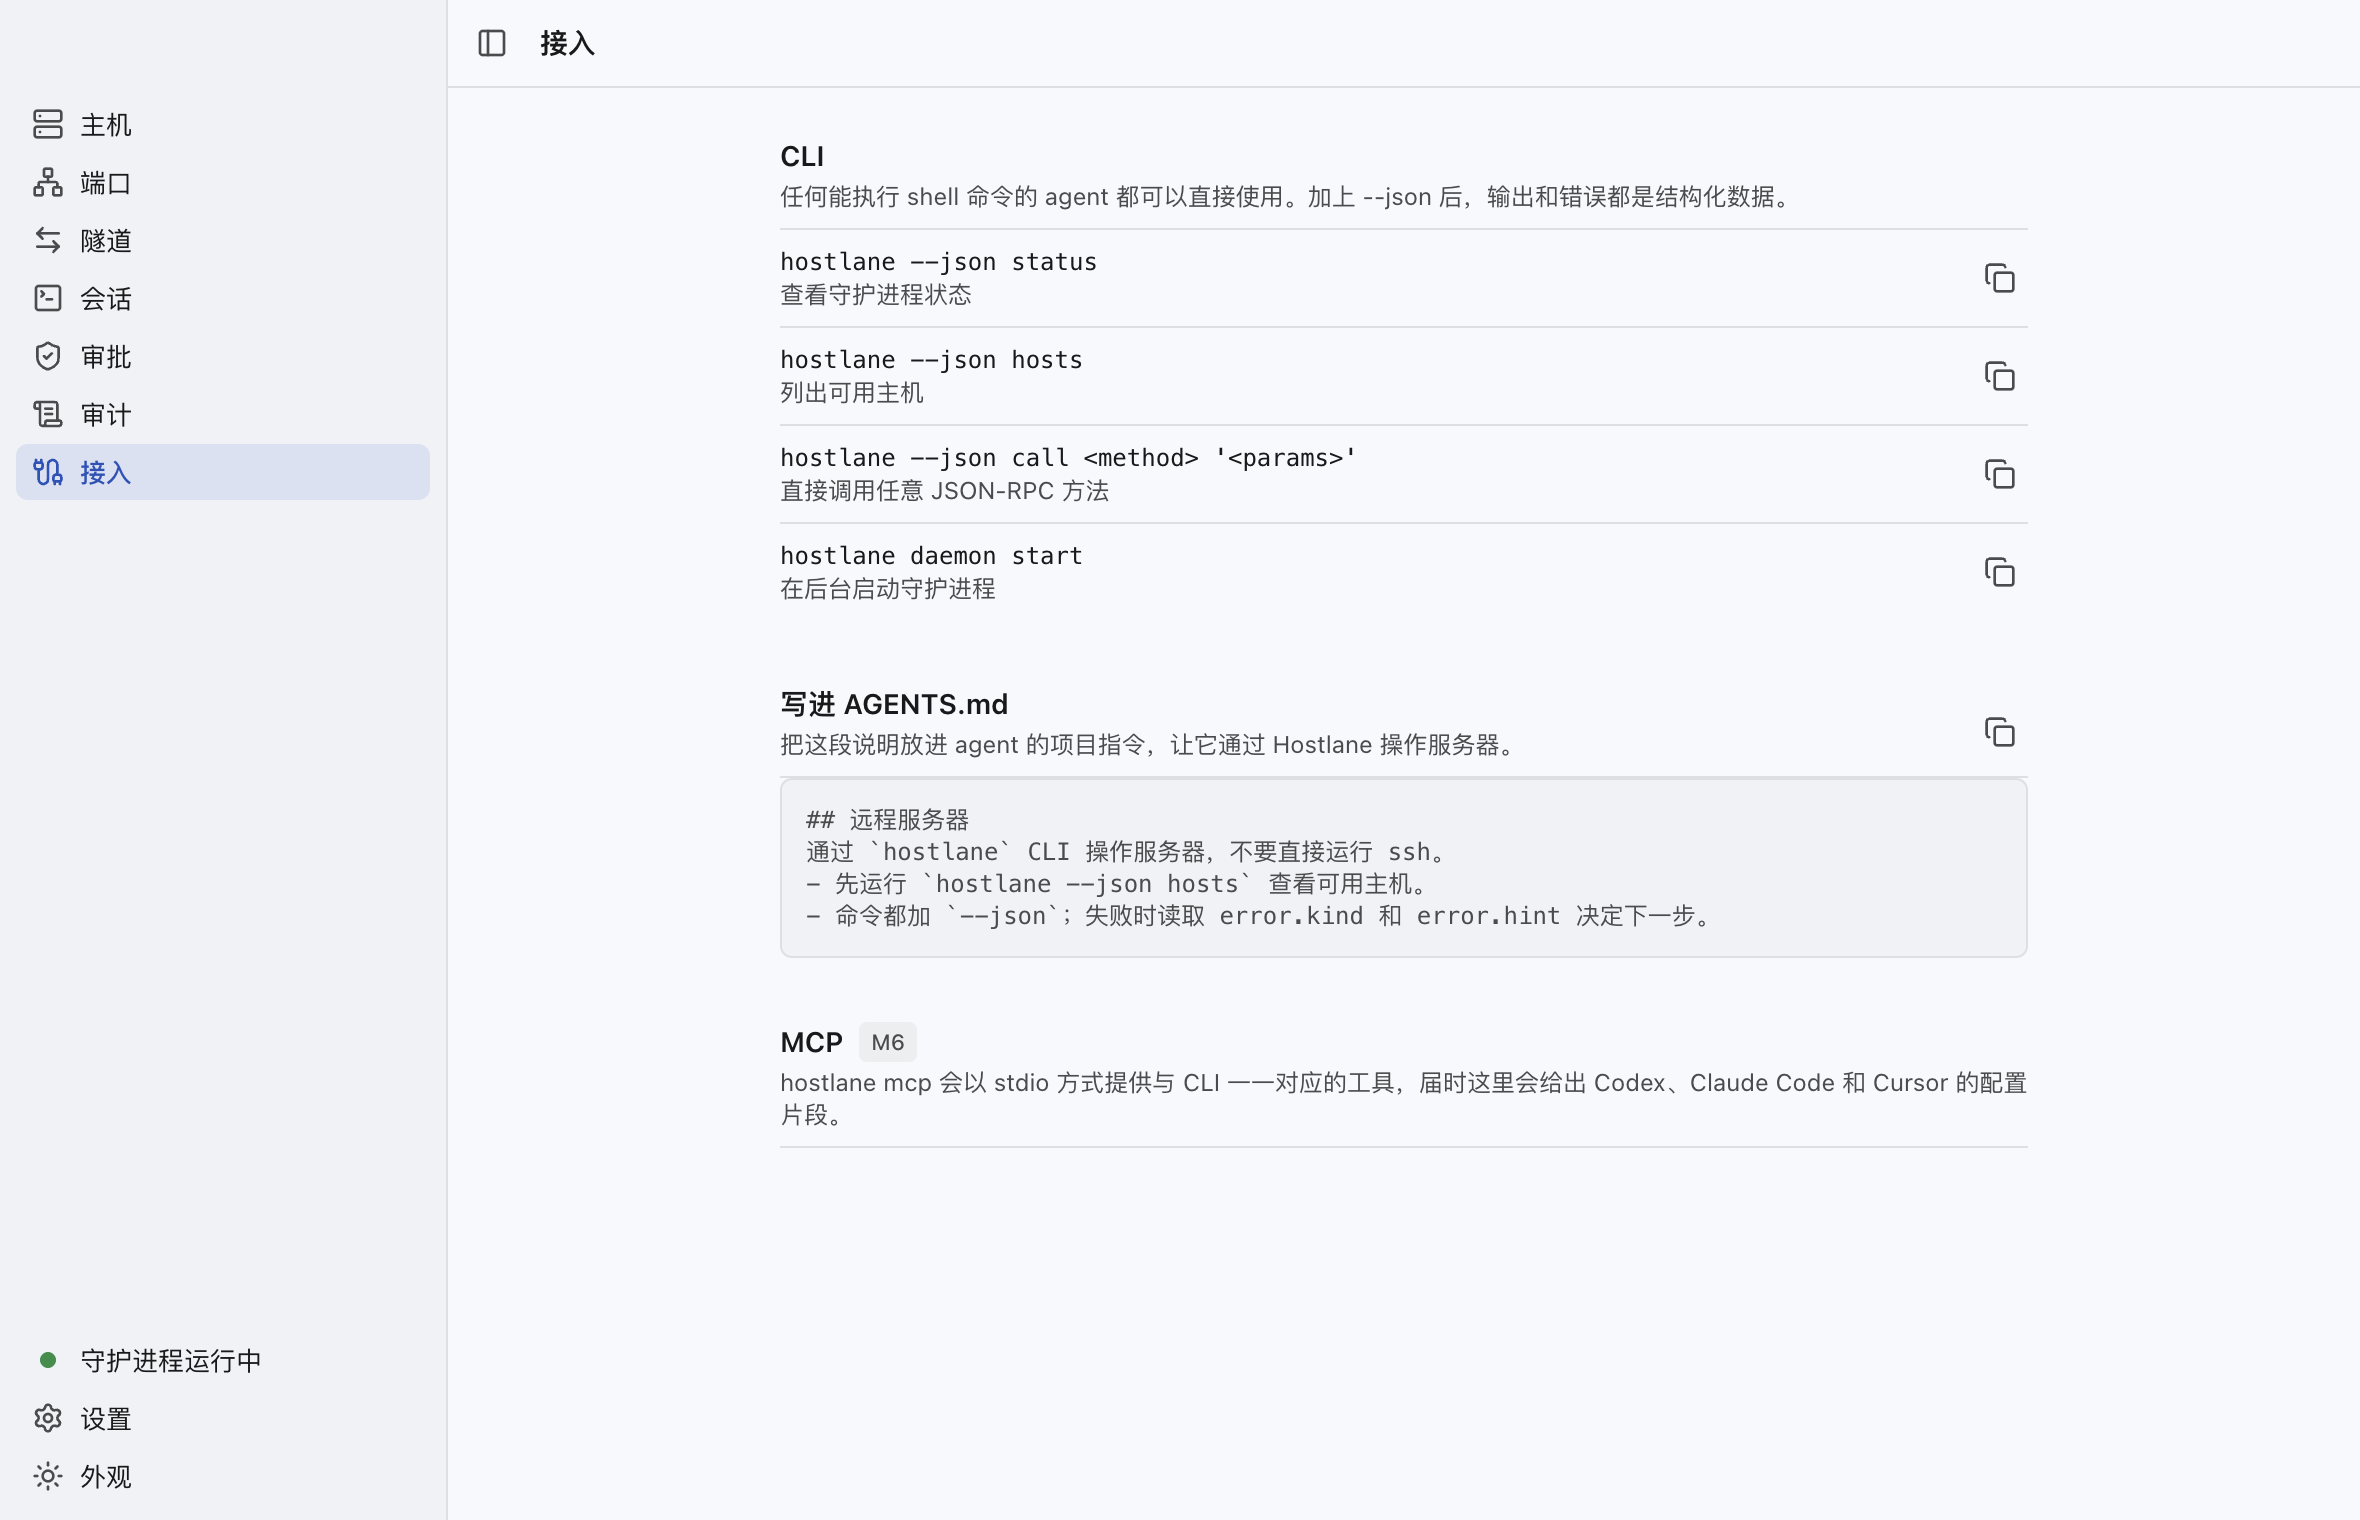 接入
主机
端口
隧道
会话
审批
审计
接入
守护进程运行中
设置
外观
CLI
任何能执行 shell 命令的 agent 都可以直接使用。加上 --json 后，输出和错误都是结构化数据。
hostlane --json status
查看守护进程状态
hostlane --json hosts
列出可用主机
hostlane --json call <method> '<params>'
直接调用任意 JSON-RPC 方法
hostlane daemon start
在后台启动守护进程
写进 AGENTS.md
把这段说明放进 agent 的项目指令，让它通过 Hostlane 操作服务器。
## 远程服务器
通过 `hostlane` CLI 操作服务器，不要直接运行 ssh。
- 先运行 `hostlane --json hosts` 查看可用主机。
- 命令都加 `--json`；失败时读取 error.kind 和 error.hint 决定下一步。
MCP M6
hostlane mcp 会以 stdio 方式提供与 CLI 一一对应的工具，届时这里会给出 Codex、Claude Code 和 Cursor 的配置
片段。